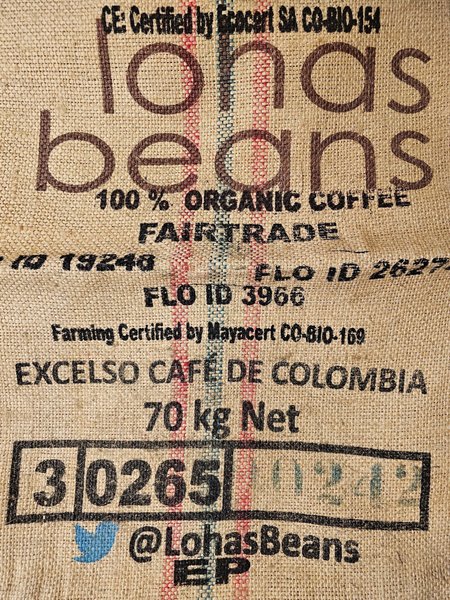 CE: Certified by Ecocert SA CO-BIO-154
lohas
beans
100 % ORGANIC COFFEE
FAIRTRADE
ID 19248 FLO ID 2627
FLO ID 3966
Farming Certified by Mayacert CO-BIO-169
EXCELSO CAFÉ DE COLOMBIA
70 kg Net
3 0265 10242
@LohasBeans
EP